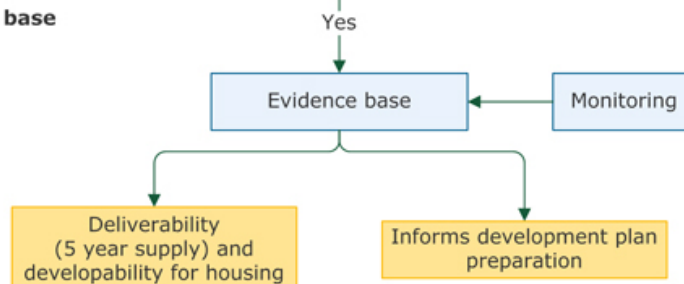 base
Yes
Evidence base
Monitoring
Deliverability
(5 year supply) and
developability for housing
Informs development plan
preparation